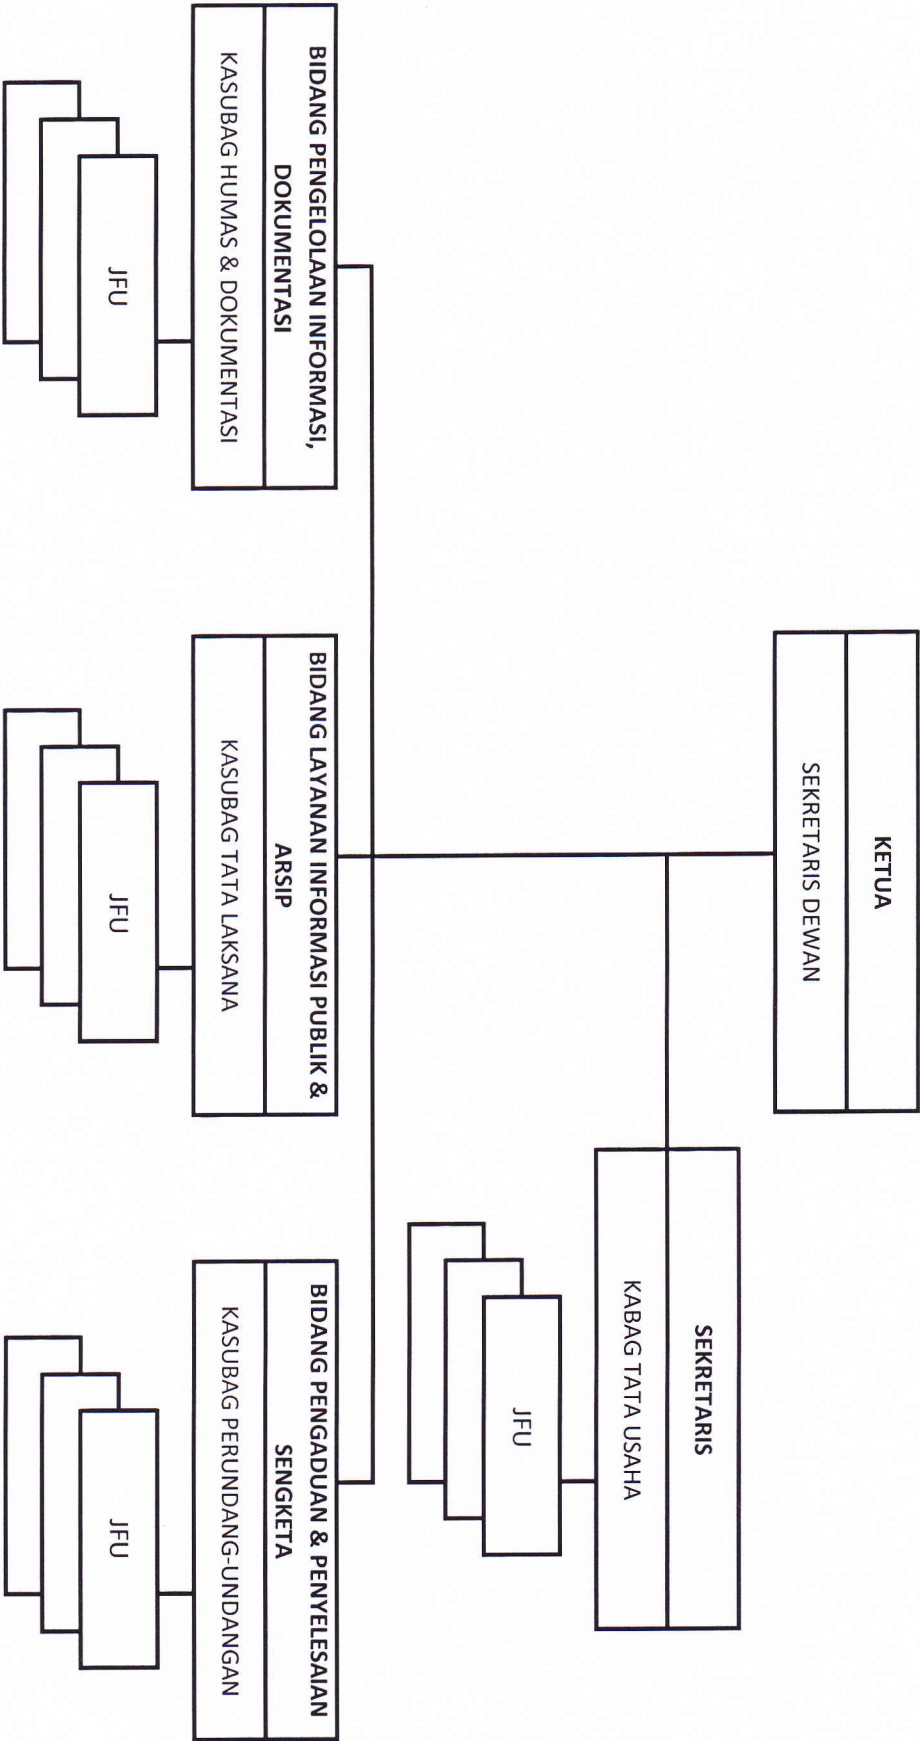 KETUA
SEKRETARIS DEWAN
SEKRETARIS
KABAG TATA USAHA
JFU
BIDANG PENGELOLAAN INFORMASI,
DOKUMENTASI
KASUBAG HUMAS & DOKUMENTASI
JFU
BIDANG LAYANAN INFORMASI PUBLIK &
ARSIP
KASUBAG TATA LAKSANA
JFU
BIDANG PENGADUAN & PENYELESAIAN
SENGKETA
KASUBAG PERUNDANG-UNDANGAN
JFU